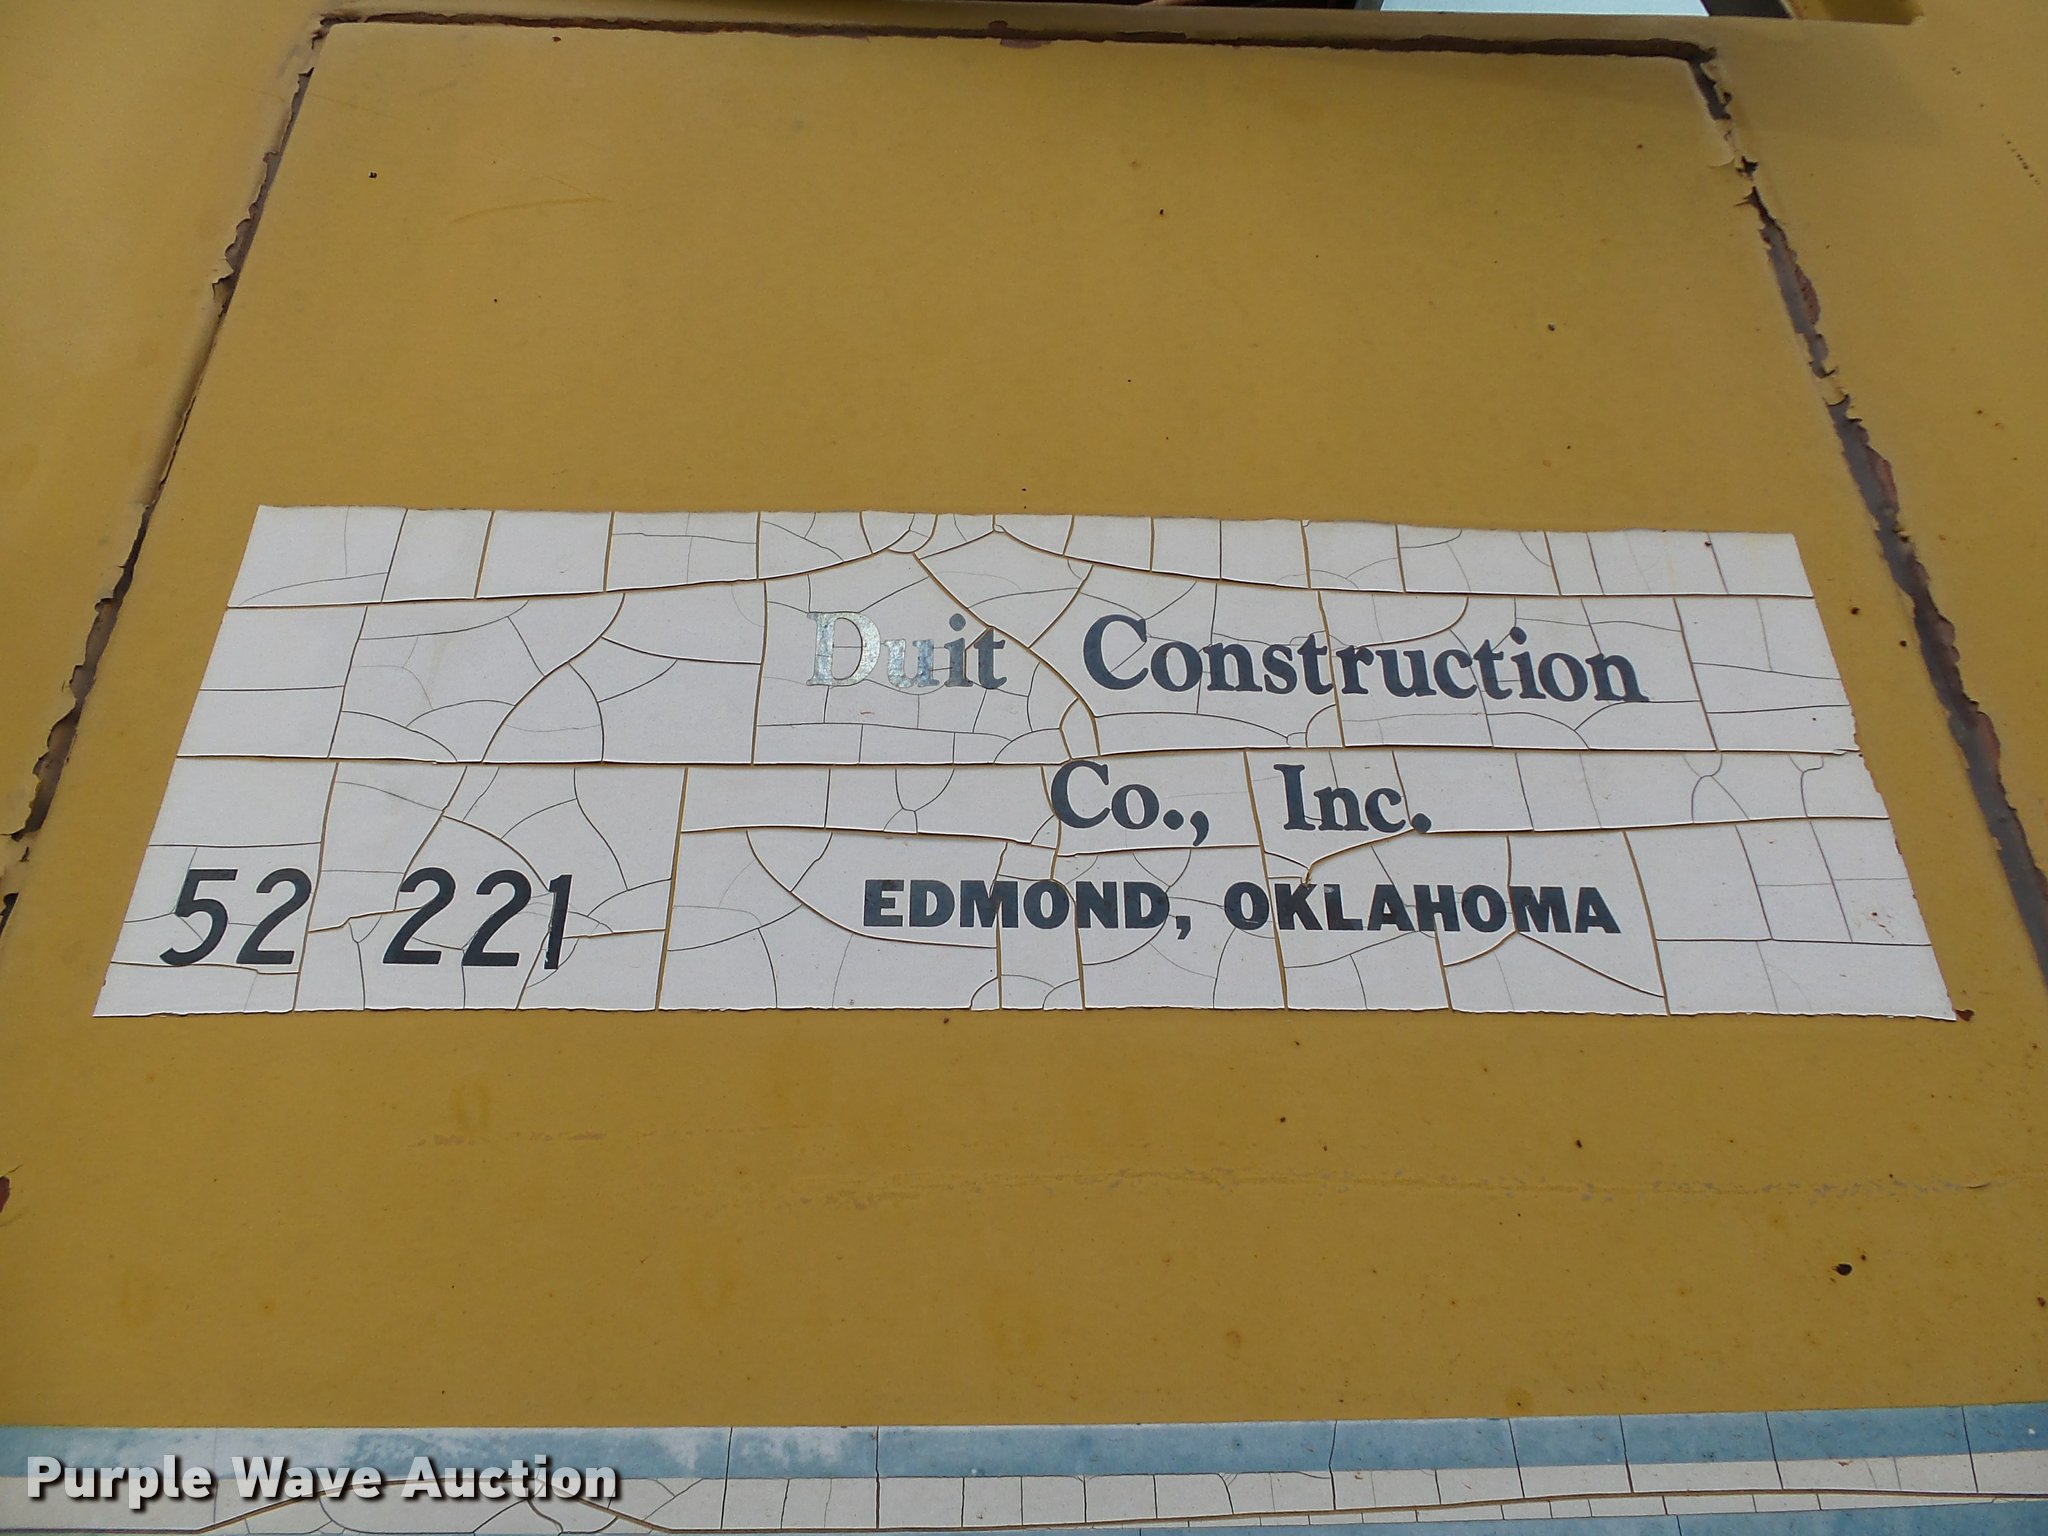 Duit Construction
Co., Inc.
52 221 EDMOND, OKLAHOMA
Purple Wave Auction